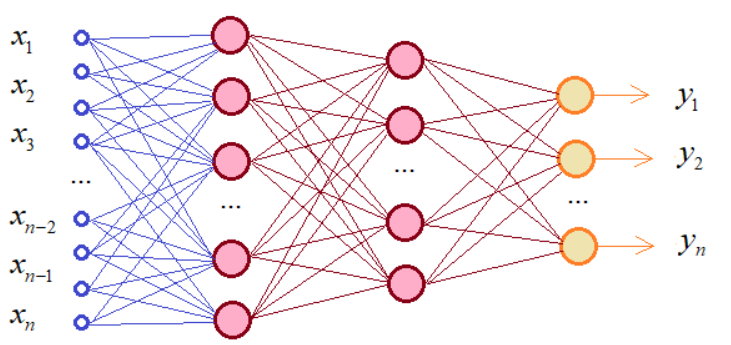 x₁
x₂
x₃
...
xₙ₋₂
xₙ₋₁
xₙ
...
...
...
y₁
y₂
yₙ